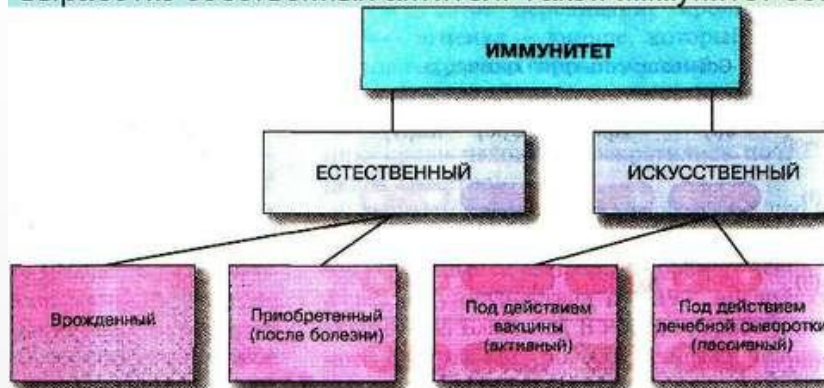 ИММУНИТЕТ
ЕСТЕСТВЕННЫЙ
ИСКУССТВЕННЫЙ
Врожденный
Приобретенный
(после болезни)
Под действием
вакцины
(активный)
Под действием
лечебной сыворотки
(пассивный)